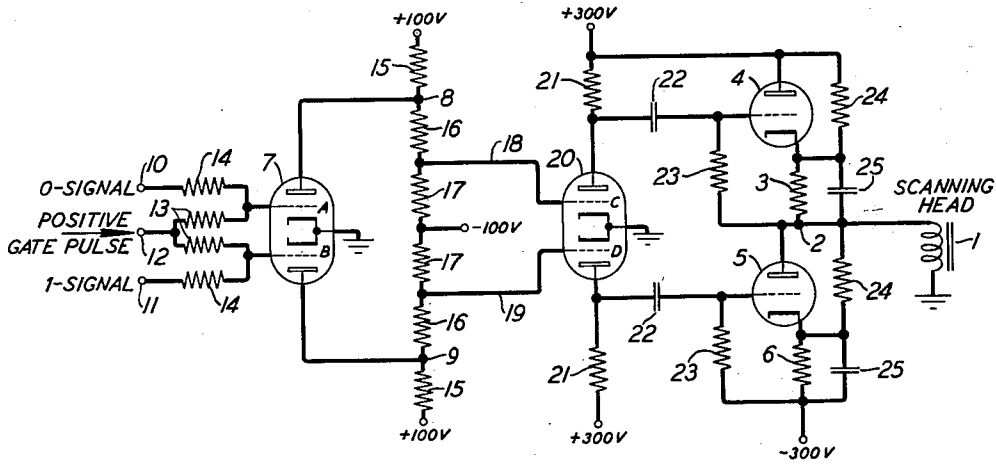 +100V
+300V
15
8
21
22
4
24
16
10
14
7
18
20
25
0-SIGNAL
13
A
17
C
23
3
SCANNING
HEAD
POSITIVE
GATE PULSE
12
-100V
2
1
B
D
5
1-SIGNAL
11
14
17
19
24
16
22
6
9
21
23
25
15
+100V
+300V
-300V